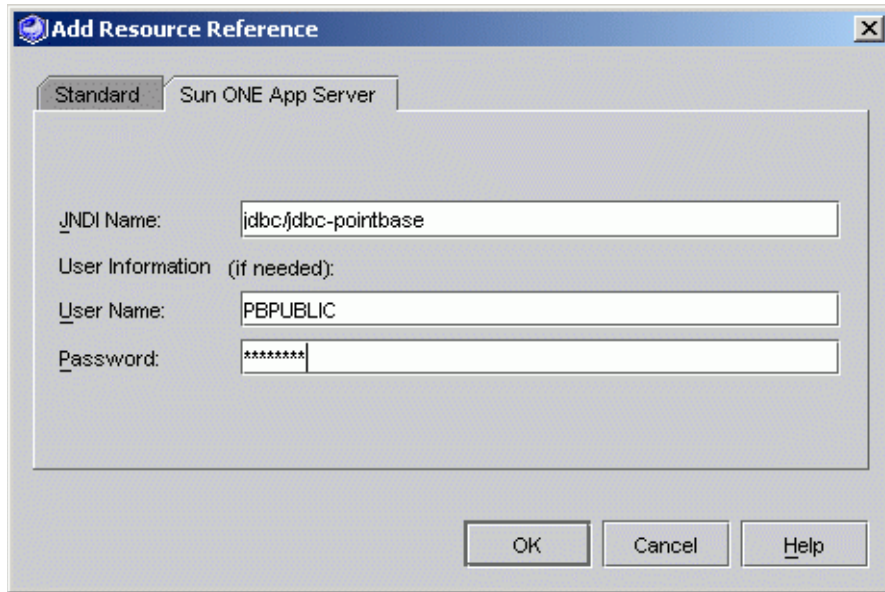 Add Resource Reference
Standard Sun ONE App Server
JNDI Name: jdbc/jdbc-pointbase
User Information (if needed):
User Name: PBPUBLIC
Password: ********
OK Cancel Help